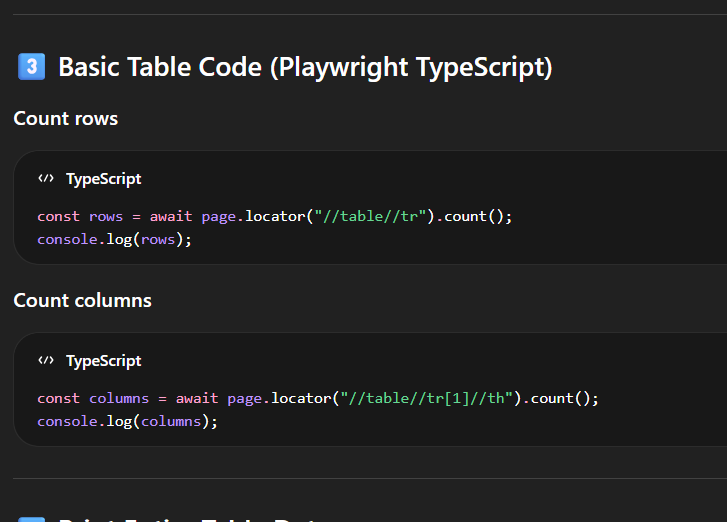 3 Basic Table Code (Playwright TypeScript)
Count rows
</> TypeScript
const rows = await page.locator("//table//tr").count();
console.log(rows);
Count columns
</> TypeScript
const columns = await page.locator("//table//tr[1]//th").count();
console.log(columns);